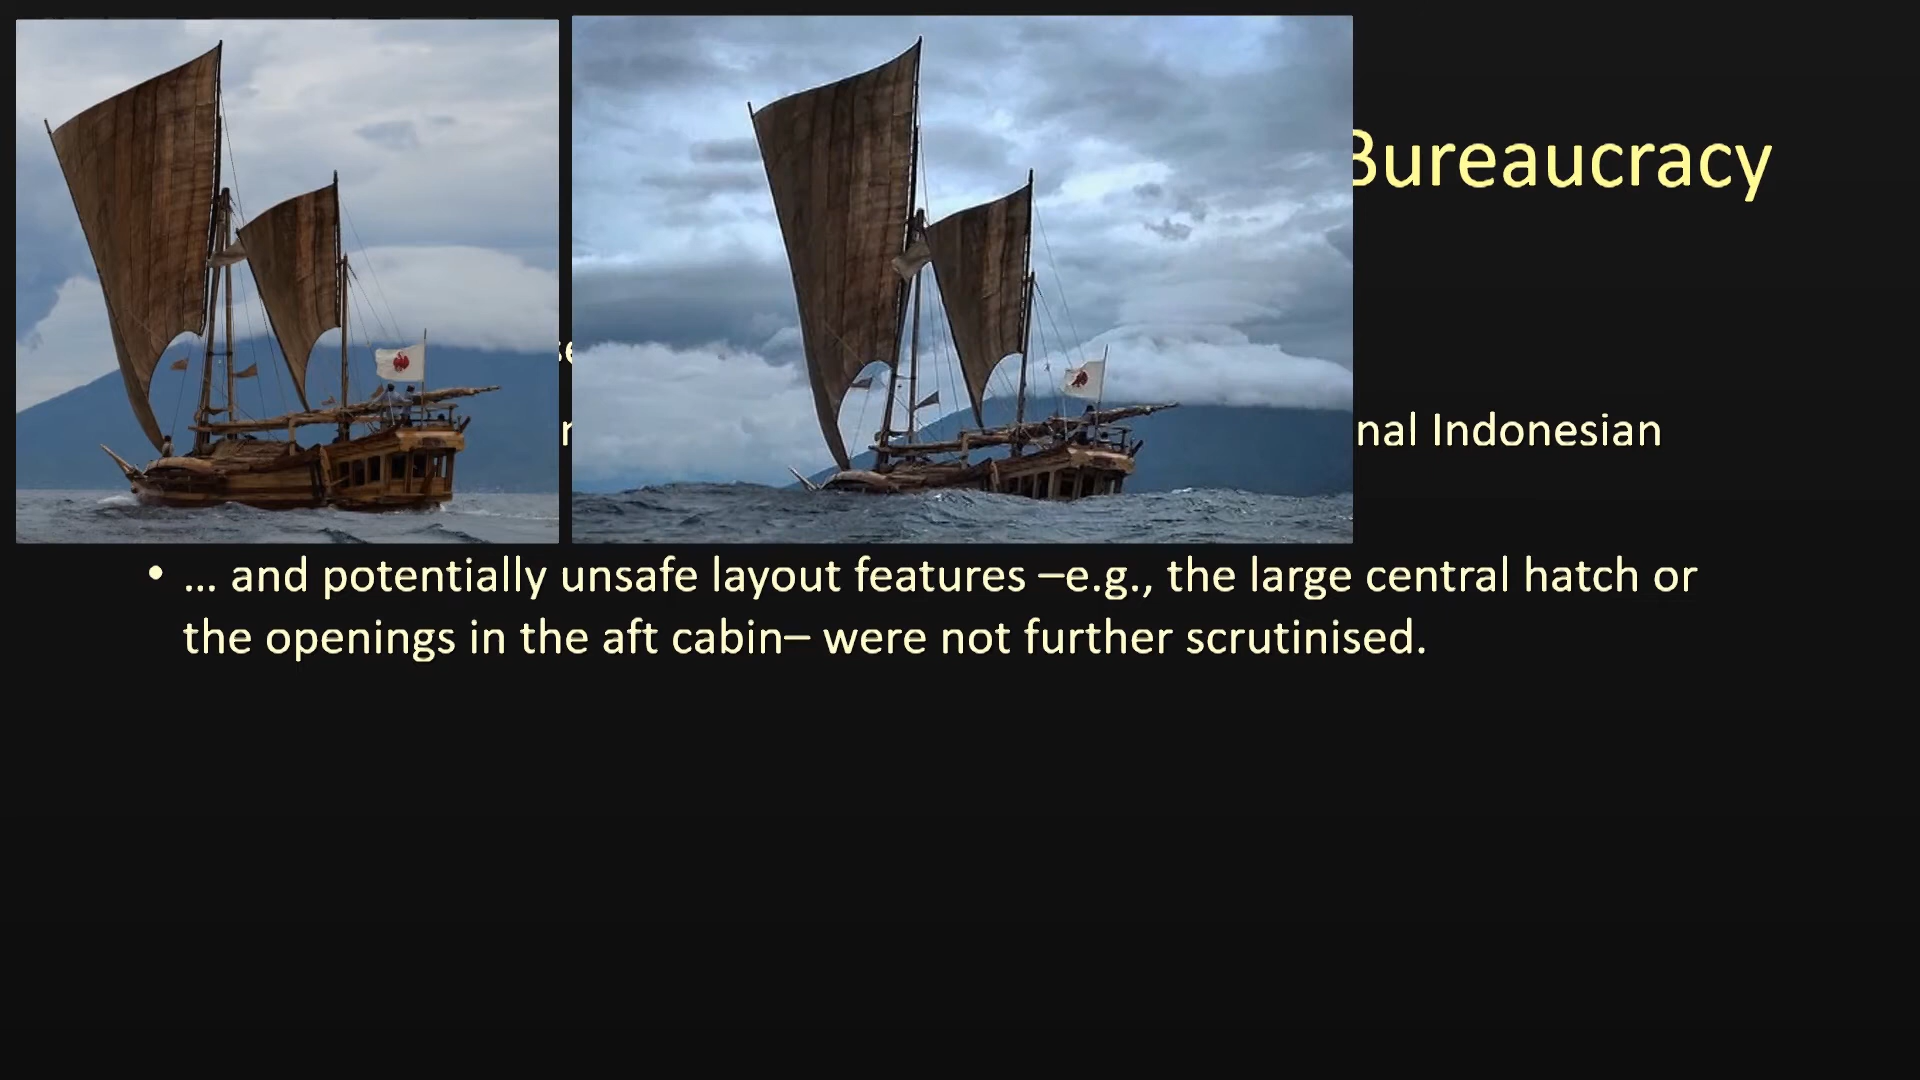 Bureaucracy
nal Indonesian
• … and potentially unsafe layout features –e.g., the large central hatch or
the openings in the aft cabin– were not further scrutinised.